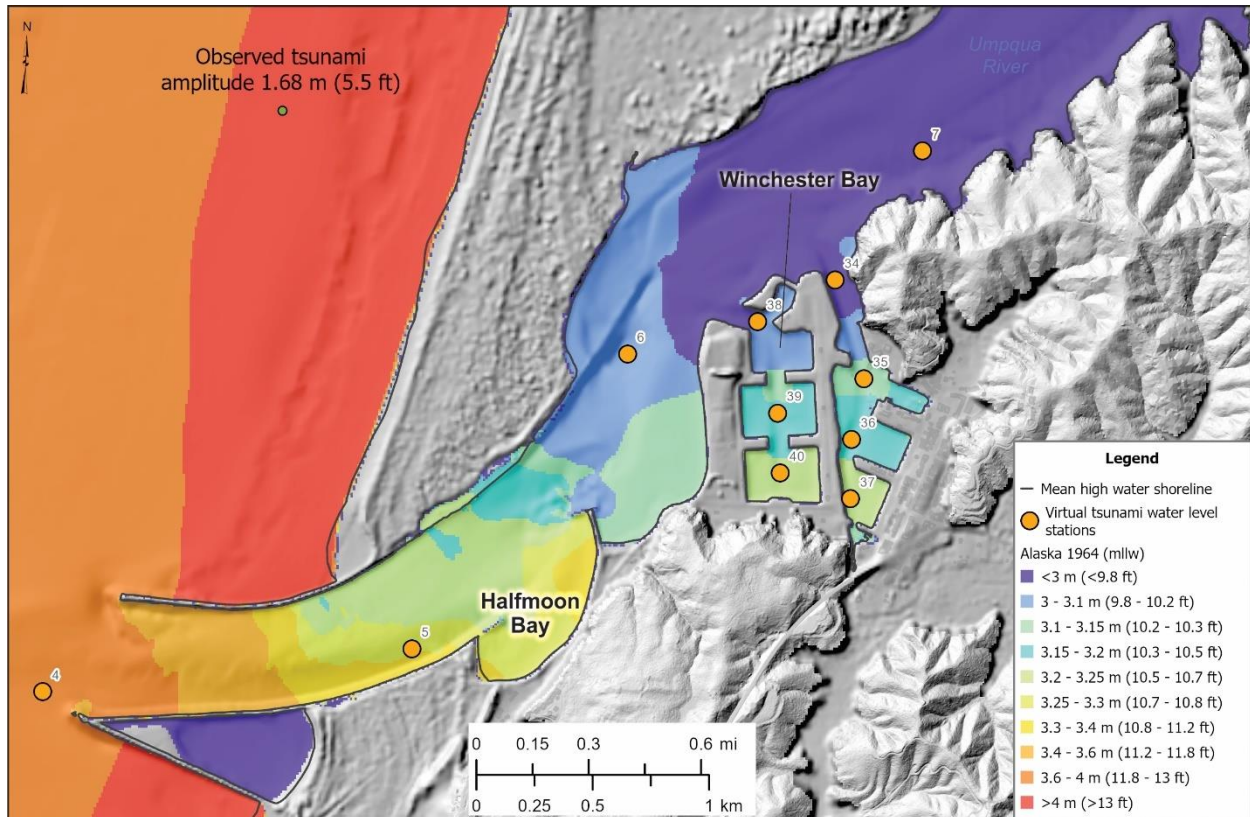 N
Observed tsunami
amplitude 1.68 m (5.5 ft)
Umpqua
River
7
Winchester Bay
34
38
6
35
39
36
40
37
Halfmoon
Bay
5
4
0 0.15 0.3 0.6 mi
0 0.25 0.5 1 km
Legend
Mean high water shoreline
Virtual tsunami water level
stations
Alaska 1964 (mllw)
<3 m (<9.8 ft)
3 - 3.1 m (9.8 - 10.2 ft)
3.1 - 3.15 m (10.2 - 10.3 ft)
3.15 - 3.2 m (10.3 - 10.5 ft)
3.2 - 3.25 m (10.5 - 10.7 ft)
3.25 - 3.3 m (10.7 - 10.8 ft)
3.3 - 3.4 m (10.8 - 11.2 ft)
3.4 - 3.6 m (11.2 - 11.8 ft)
3.6 - 4 m (11.8 - 13 ft)
>4 m (>13 ft)